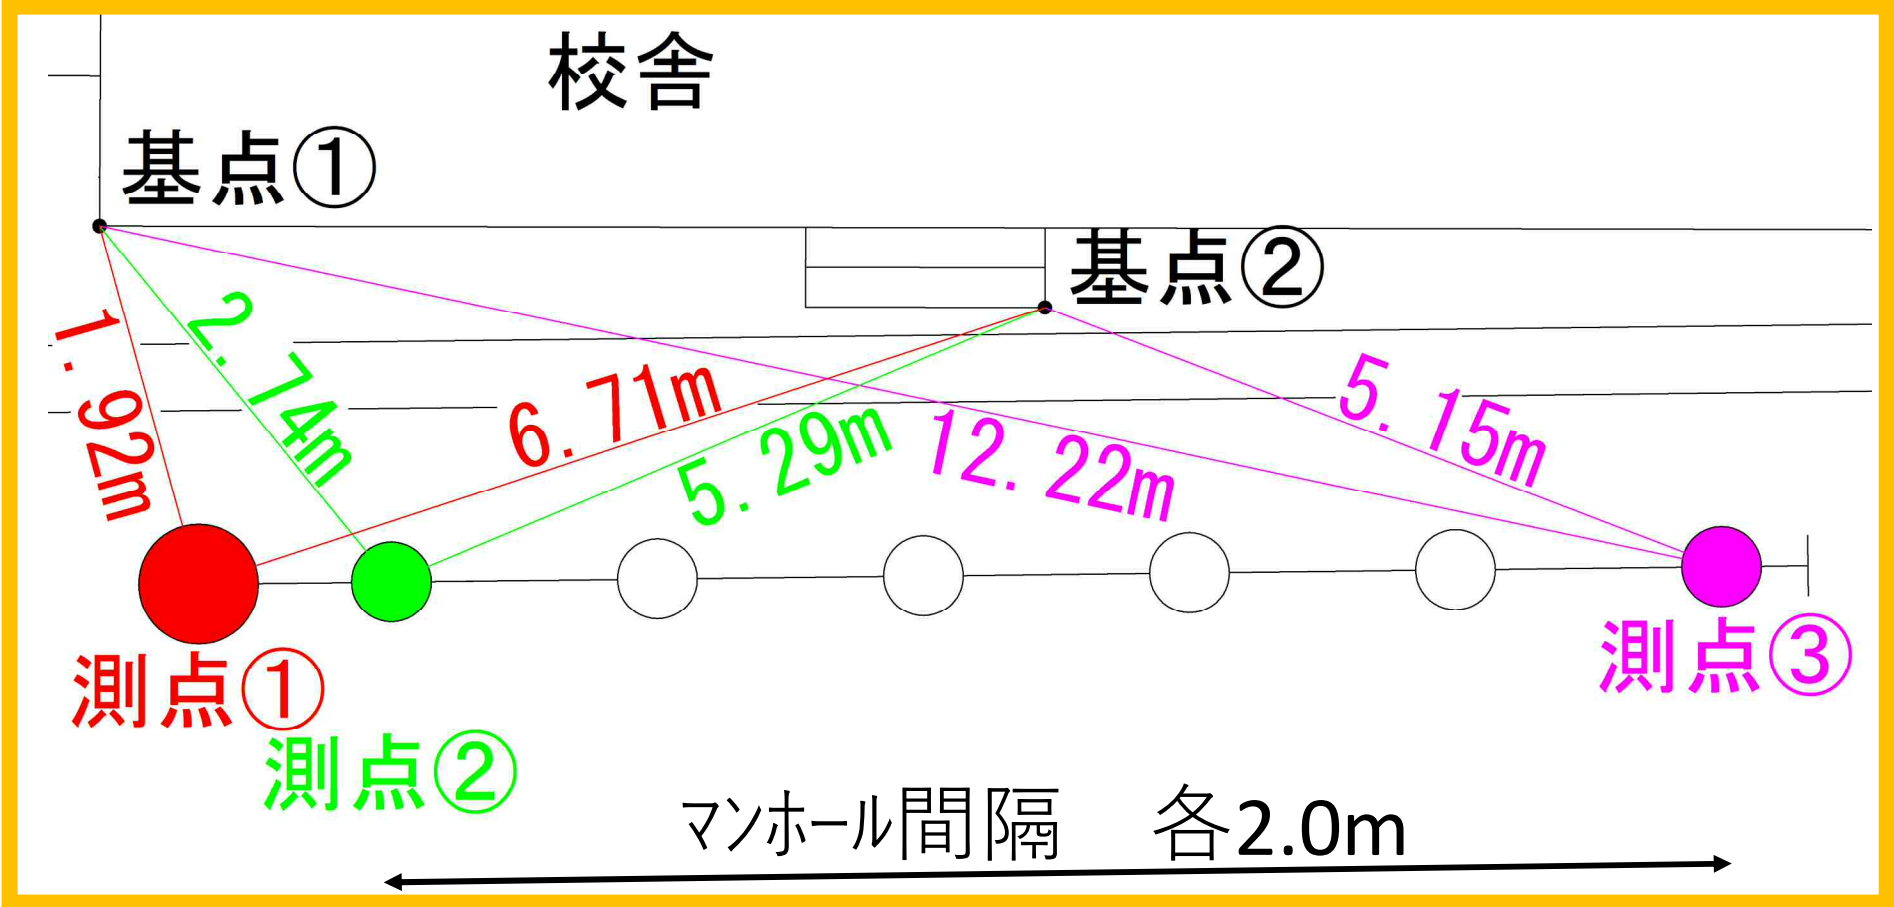 校舎
基点①
基点②
1.92m
2.74m
6.71m
5.29m
12.22m
5.15m
測点①
測点②
測点③
マンホール間隔　各2.0m